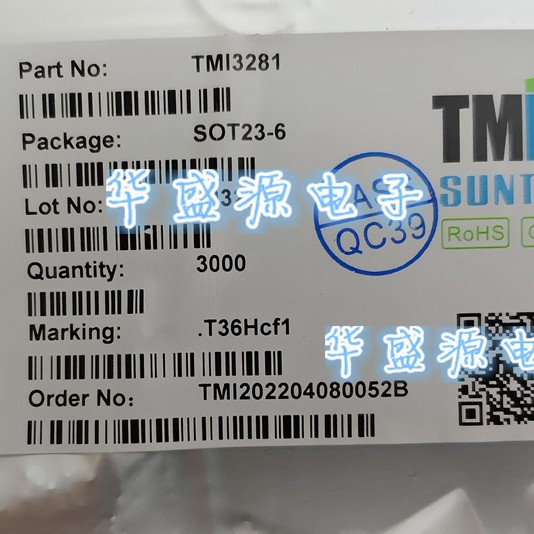 Part No: TMI3281
Package: SOT23-6
Lot No:
Quantity: 3000
Marking: .T36Hcf1
Order No: TMI202204080052B
TMI
SUNT
RoHS
QC39
华盛源电子
华盛源电